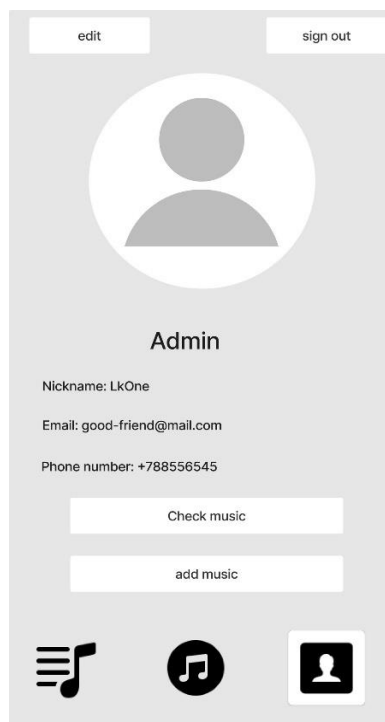 edit
sign out
Admin
Nickname: LkOne
Email: good-friend@mail.com
Phone number: +788556545
Check music
add music